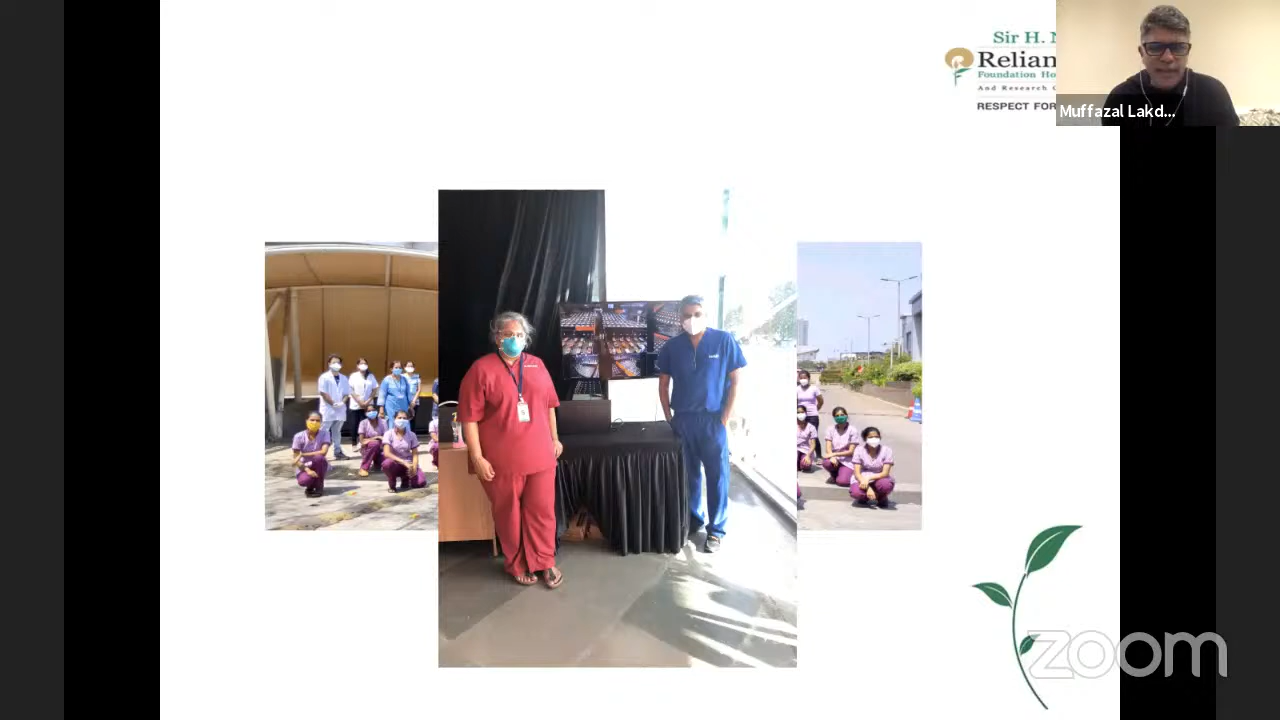 Sir H. N
Relian
Foundation Ho
And Research
RESPECT FOR
Muffazal Lakd...
zoom